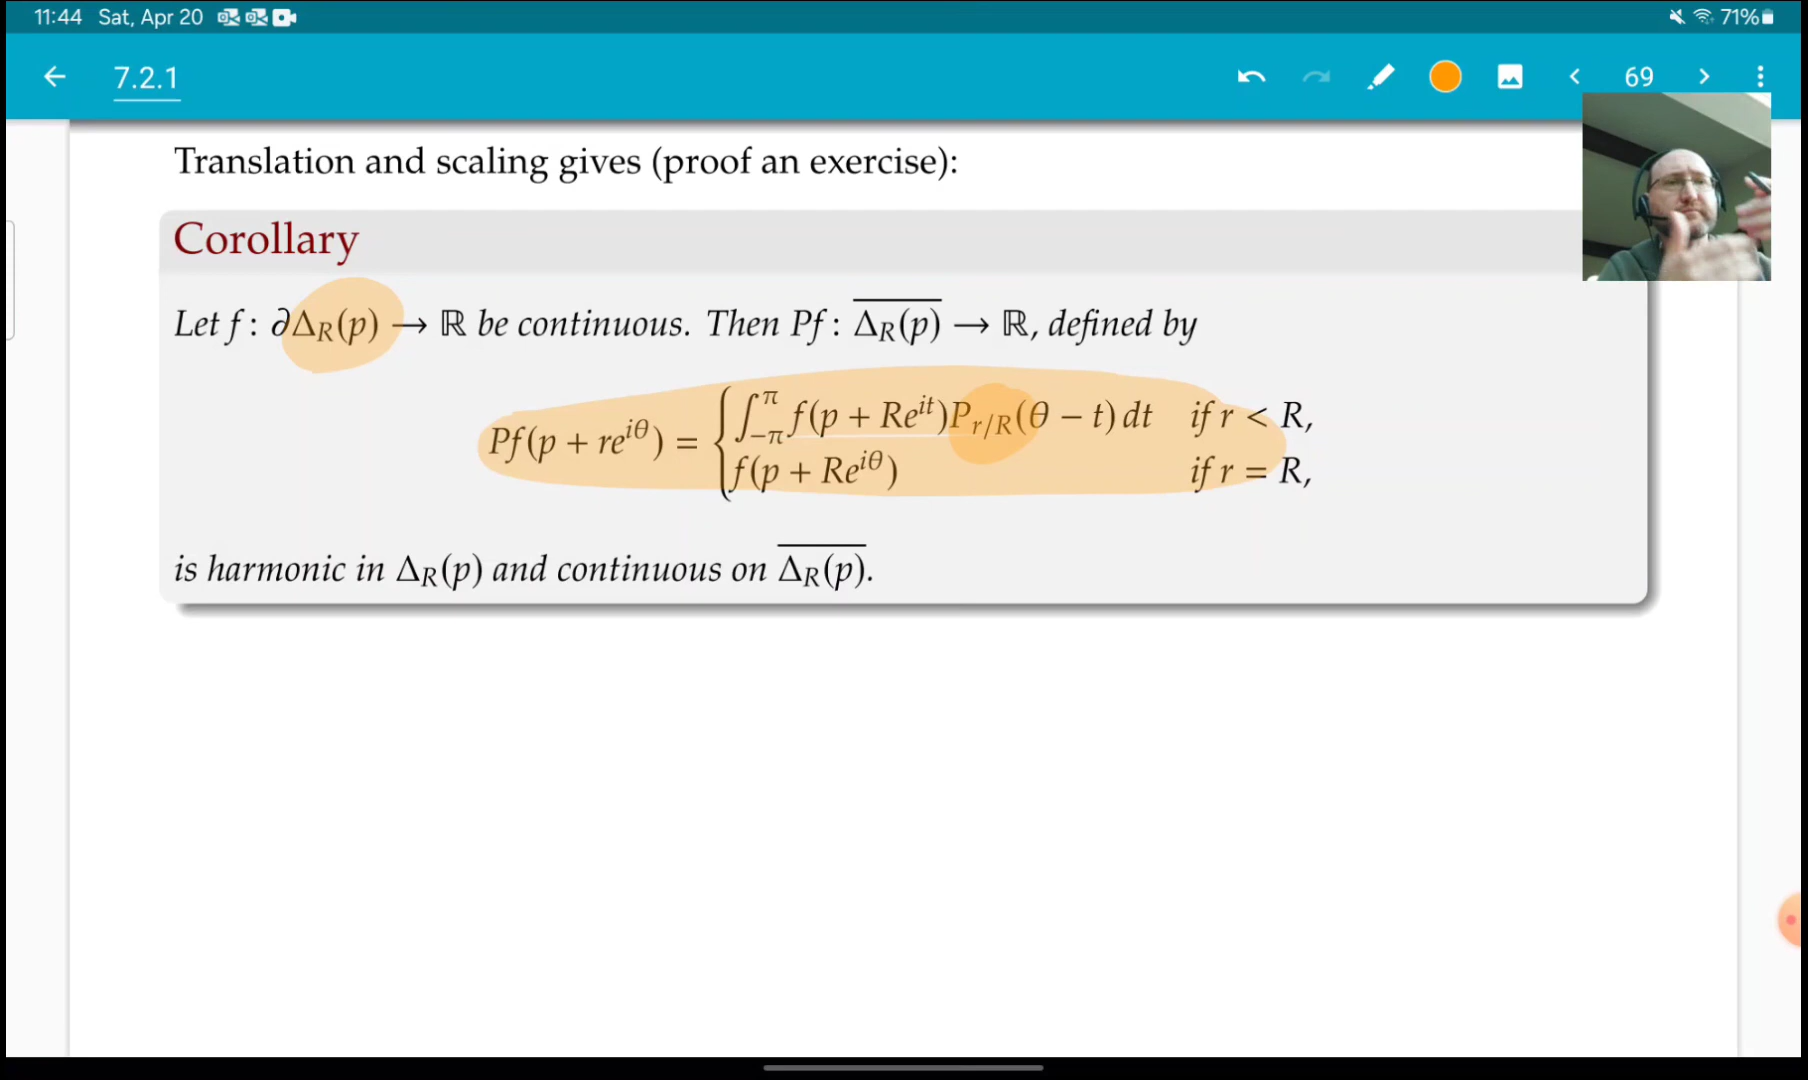 11:44 Sat, Apr 20 71%
7.2.1 69
Translation and scaling gives (proof an exercise):
Corollary
Let f : ∂Δ_R(p) → ℝ be continuous. Then Pf : \overline{Δ_R(p)} → ℝ, defined by
Pf(p + re^{iθ}) = { ∫_{−π}^{π} f(p + Re^{it})P_{r/R}(θ − t) dt if r < R,
f(p + Re^{iθ}) if r = R,
is harmonic in Δ_R(p) and continuous on \overline{Δ_R(p)}.